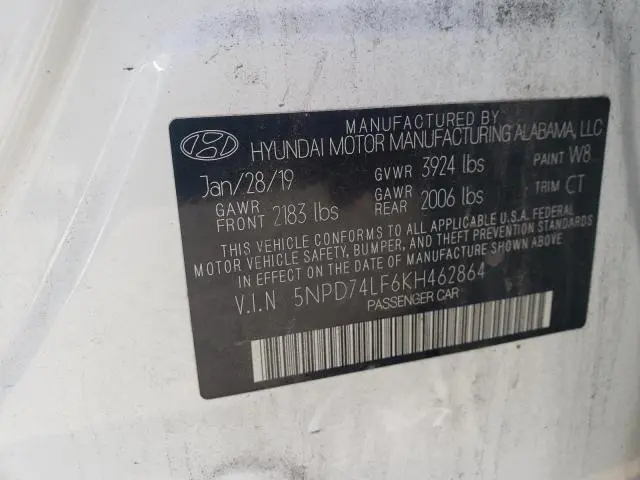 MANUFACTURED BY
HYUNDAI MOTOR MANUFACTURING ALABAMA, LLC
Jan/28/19 GVWR 3924 lbs PAINT W8
GAWR FRONT 2183 lbs GAWR REAR 2006 lbs TRIM CT
THIS VEHICLE CONFORMS TO ALL APPLICABLE U.S.A. FEDERAL
MOTOR VEHICLE SAFETY, BUMPER, AND THEFT PREVENTION STANDARDS
IN EFFECT ON THE DATE OF MANUFACTURE SHOWN ABOVE.
V.I.N 5NPD74LF6KH462864
PASSENGER CAR